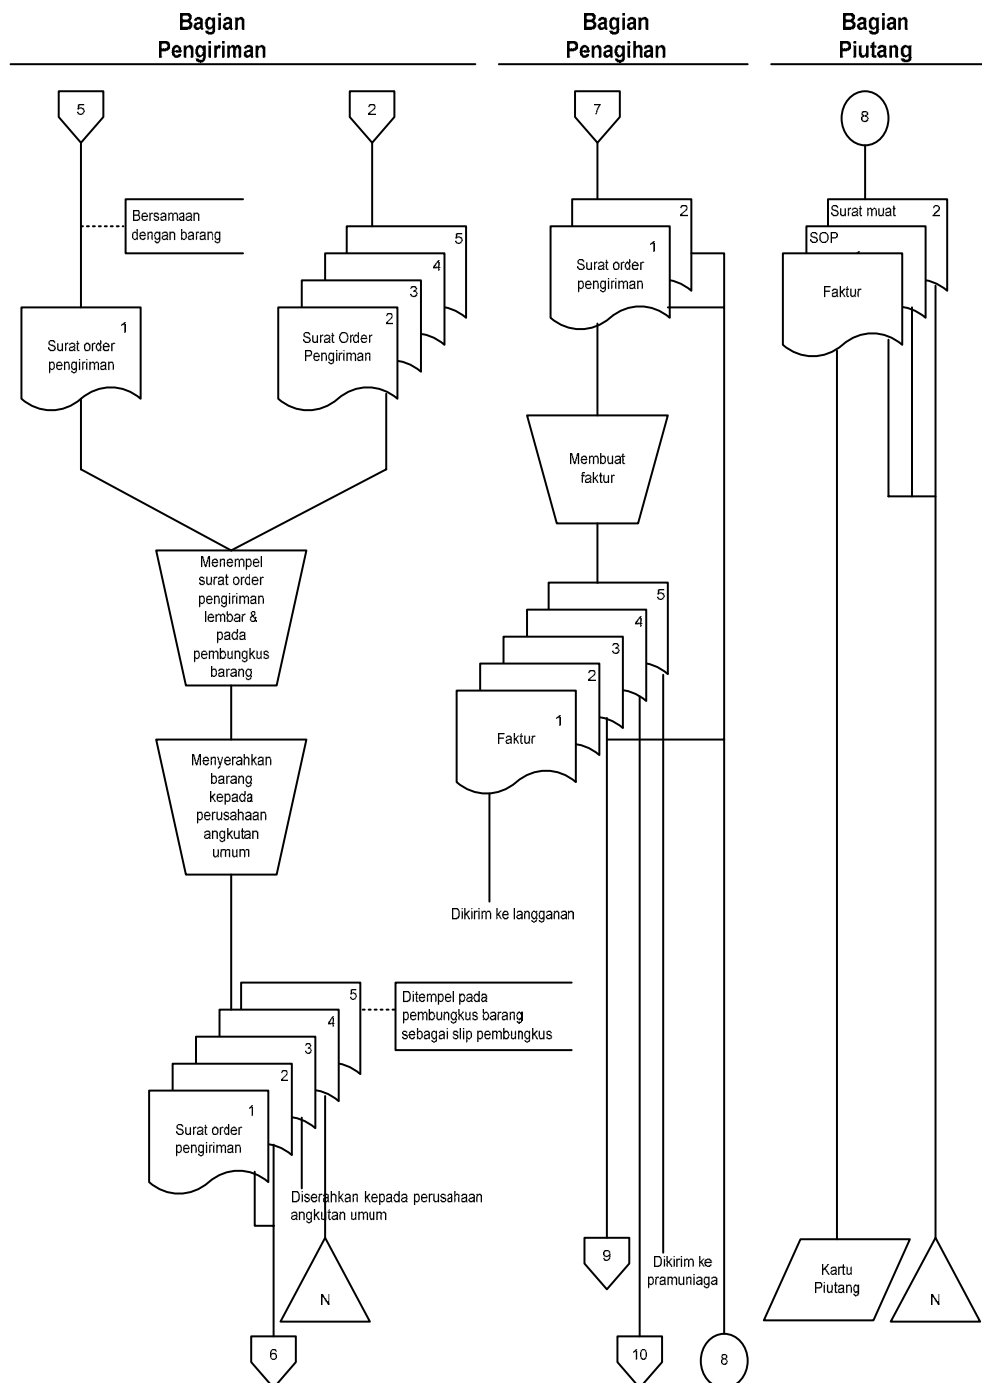 Bagian
Pengiriman
Bagian
Penagihan
Bagian
Piutang
5
2
Bersamaan
dengan barang
5
4
3
2
Surat Order
Pengiriman
1
Surat order
pengiriman
Menempel
surat order
pengiriman
lembar &
pada
pembungkus
barang
Menyerahkan
barang
kepada
perusahaan
angkutan
umum
5
4
3
2
1
Surat order
pengiriman
Ditempel pada
pembungkus barang
sebagai slip pembungkus
Diserahkan kepada perusahaan
angkutan umum
N
6
7
2
1
Surat order
pengiriman
Membuat
faktur
5
4
3
2
1
Faktur
Dikirim ke langganan
9
Dikirim ke
pramuniaga
10
8
8
Surat muat 2
SOP
Faktur
Kartu
Piutang
N